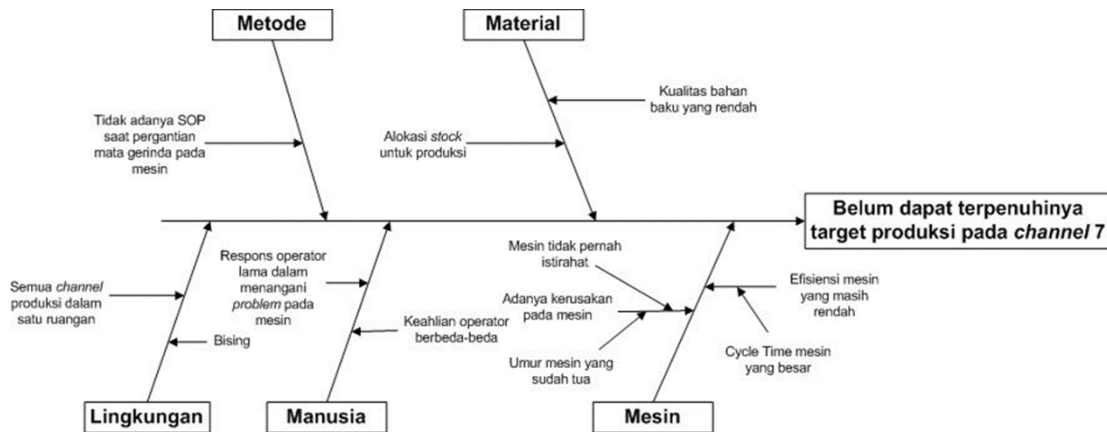 Metode
Material
Kualitas bahan
baku yang rendah
Tidak adanya SOP
saat pergantian
mata gerinda pada
mesin
Alokasi stock
untuk produksi
Belum dapat terpenuhinya
target produksi pada channel 7
Semua channel
produksi dalam
satu ruangan
Bising
Respons operator
lama dalam
menangani
problem pada
mesin
Keahlian operator
berbeda-beda
Mesin tidak pernah
istirahat
Adanya kerusakan
pada mesin
Umur mesin yang
sudah tua
Efisiensi mesin
yang masih
rendah
Cycle Time mesin
yang besar
Lingkungan
Manusia
Mesin